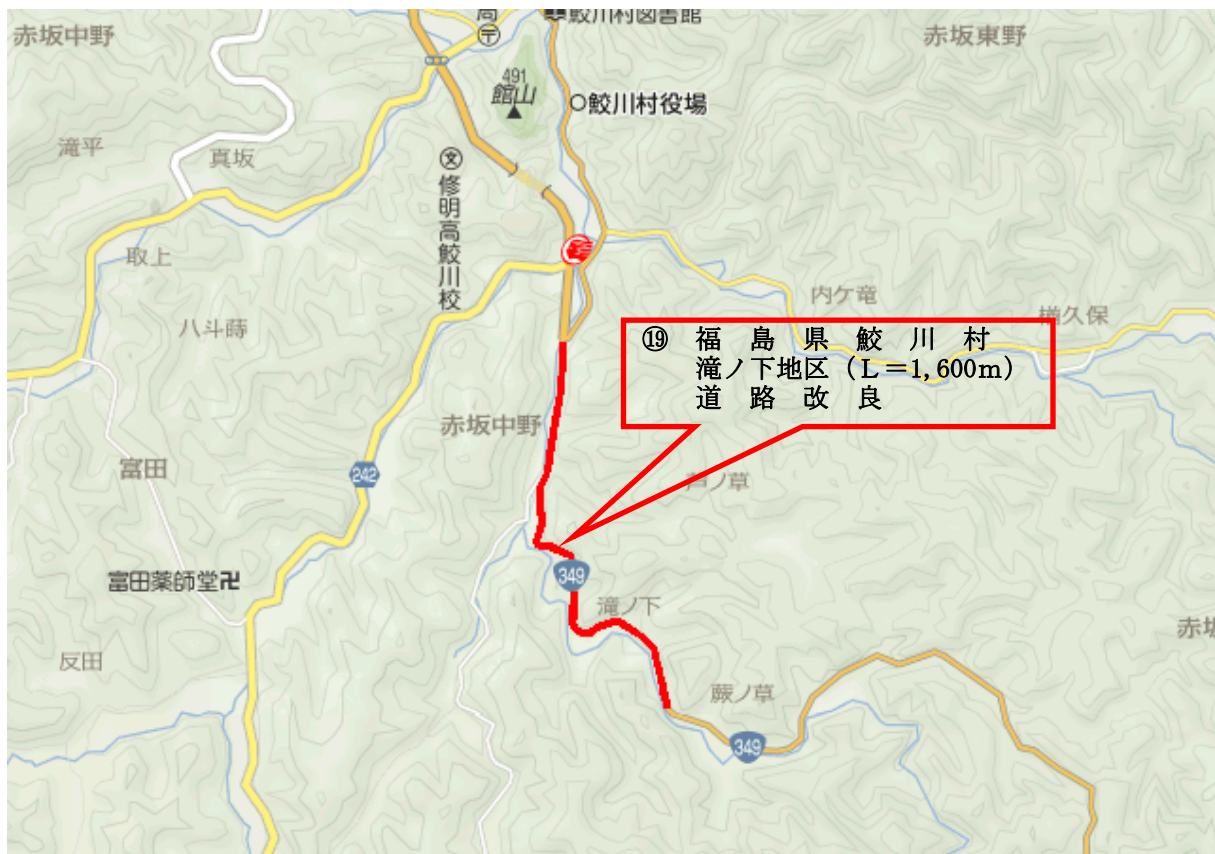 鮫川村図書館
赤坂中野
赤坂東野
491
館山
鮫川村役場
滝平
真坂
修明高鮫川校
取上
内ケ竜
楢久保
八斗蒔
⑲ 福島県鮫川村
滝ノ下地区（L＝1,600m）
道路改良
赤坂中野
富田
242
芦ノ草
富田薬師堂
349
滝ノ下
反田
蕨ノ草
349